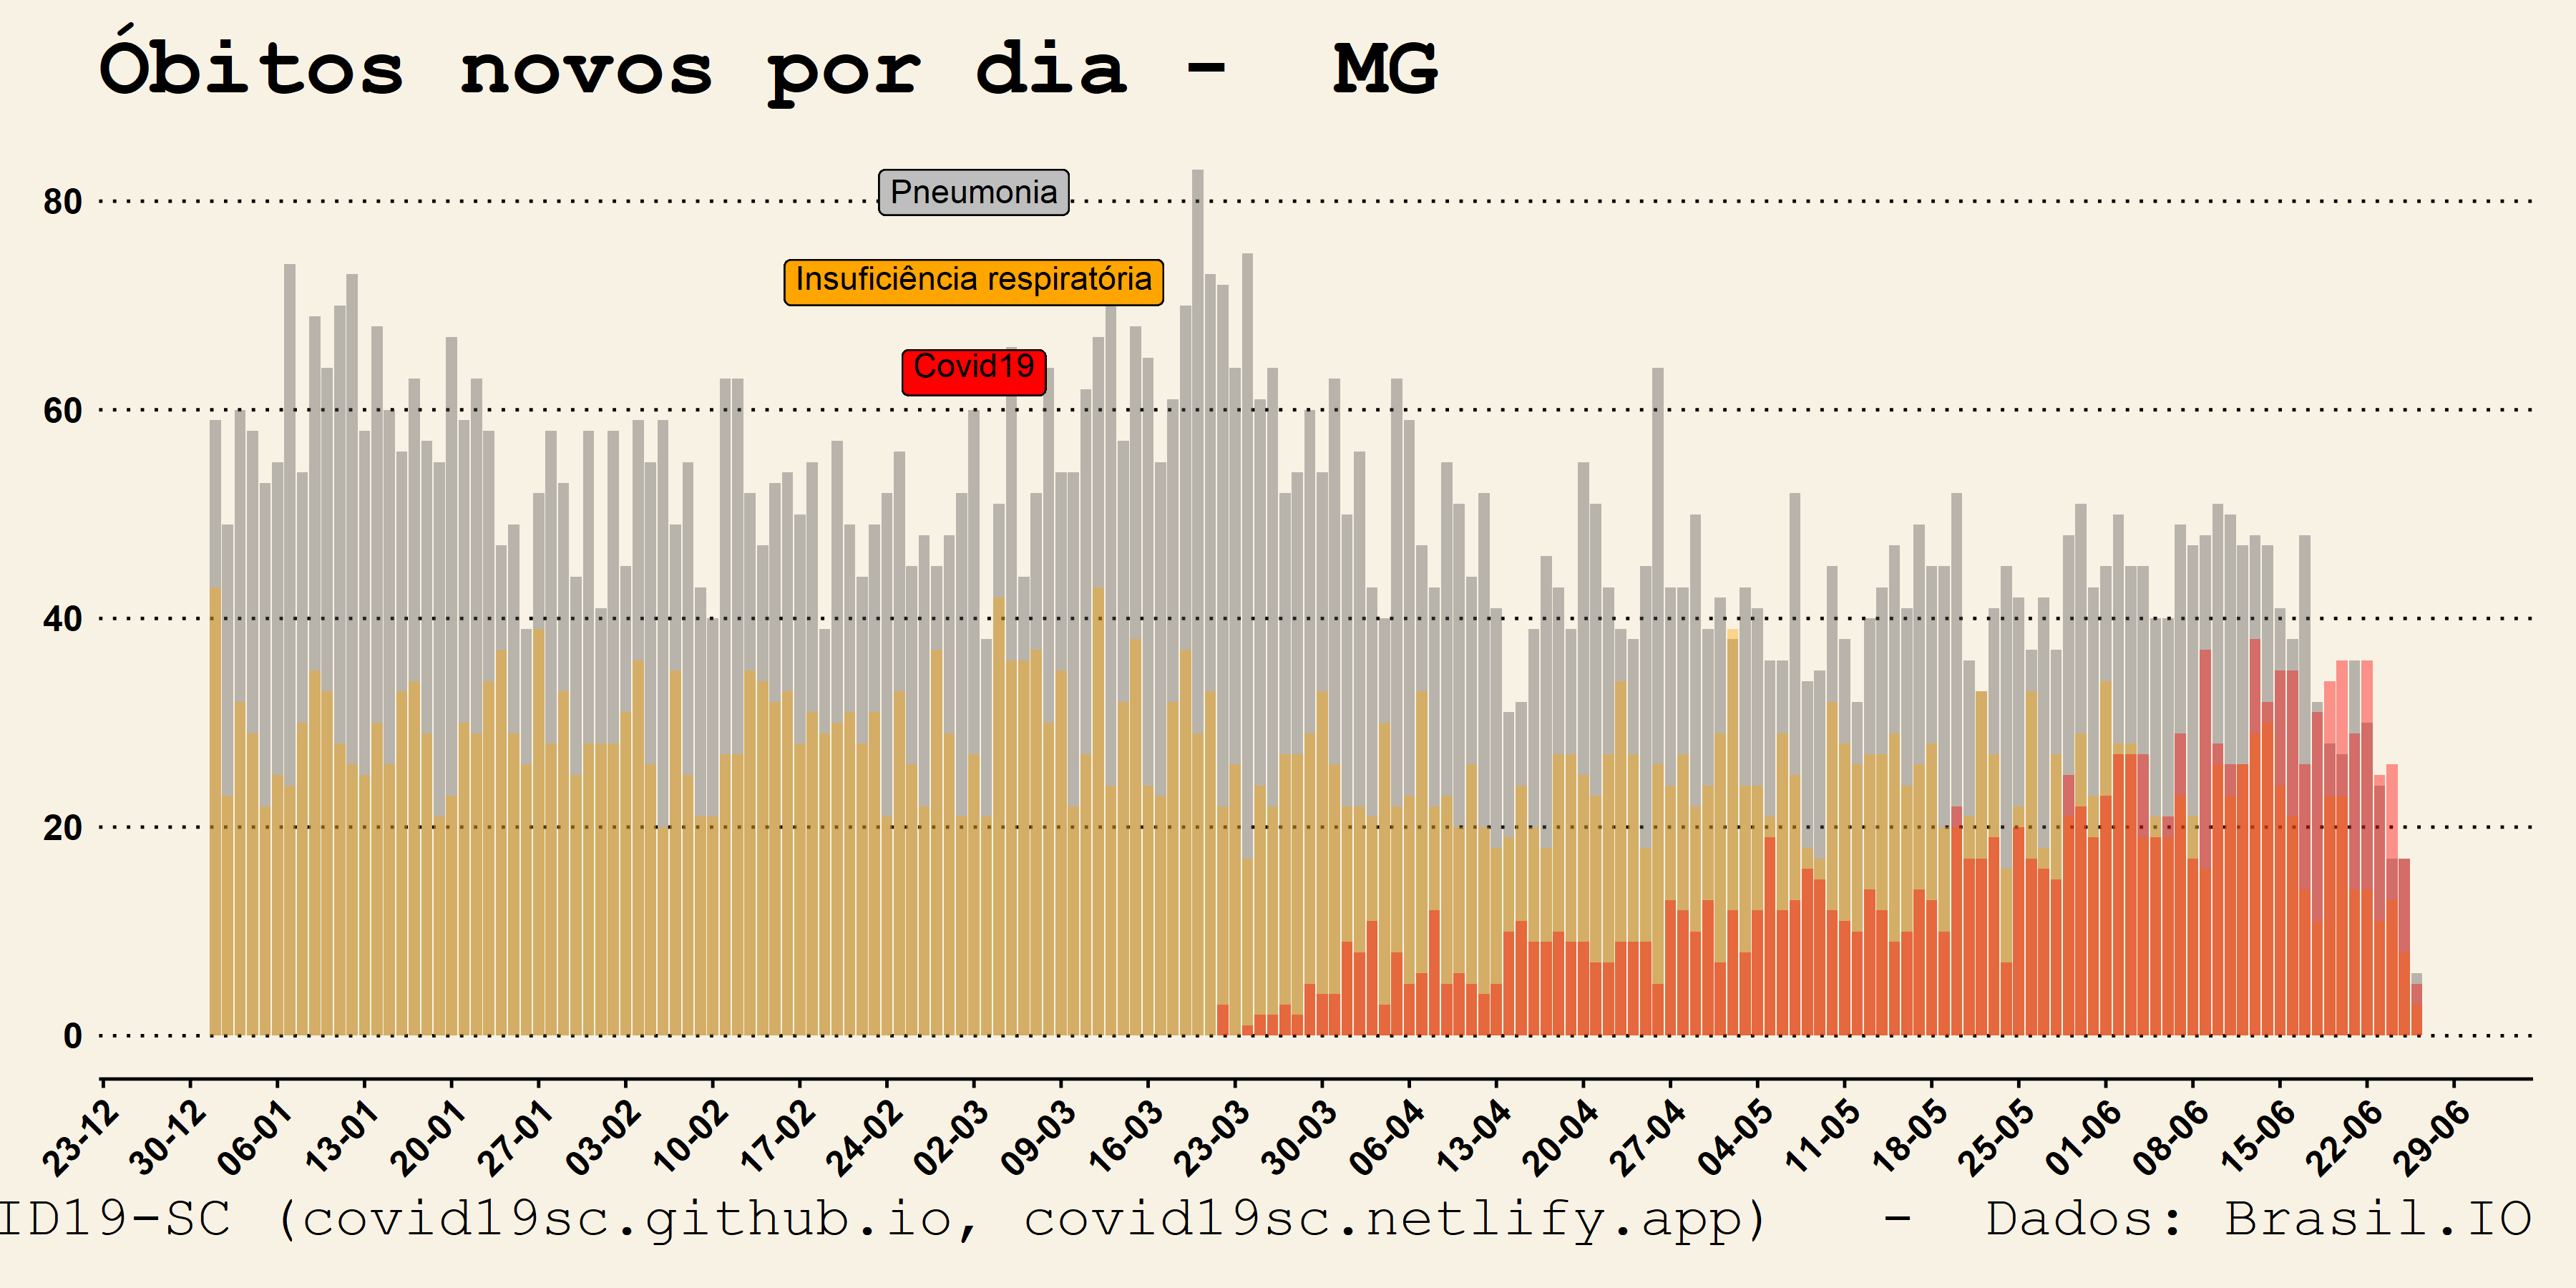 Óbitos novos por dia - MG
80
Pneumonia
Insuficiência respiratória
Covid19
60
40
20
0
23-12 30-12 06-01 13-01 20-01 27-01 03-02 10-02 17-02 24-02 02-03 09-03 16-03 23-03 30-03 06-04 13-04 20-04 27-04 04-05 11-05 18-05 25-05 01-06 08-06 15-06 22-06 29-06
ID19-SC (covid19sc.github.io, covid19sc.netlify.app) - Dados: Brasil.IO